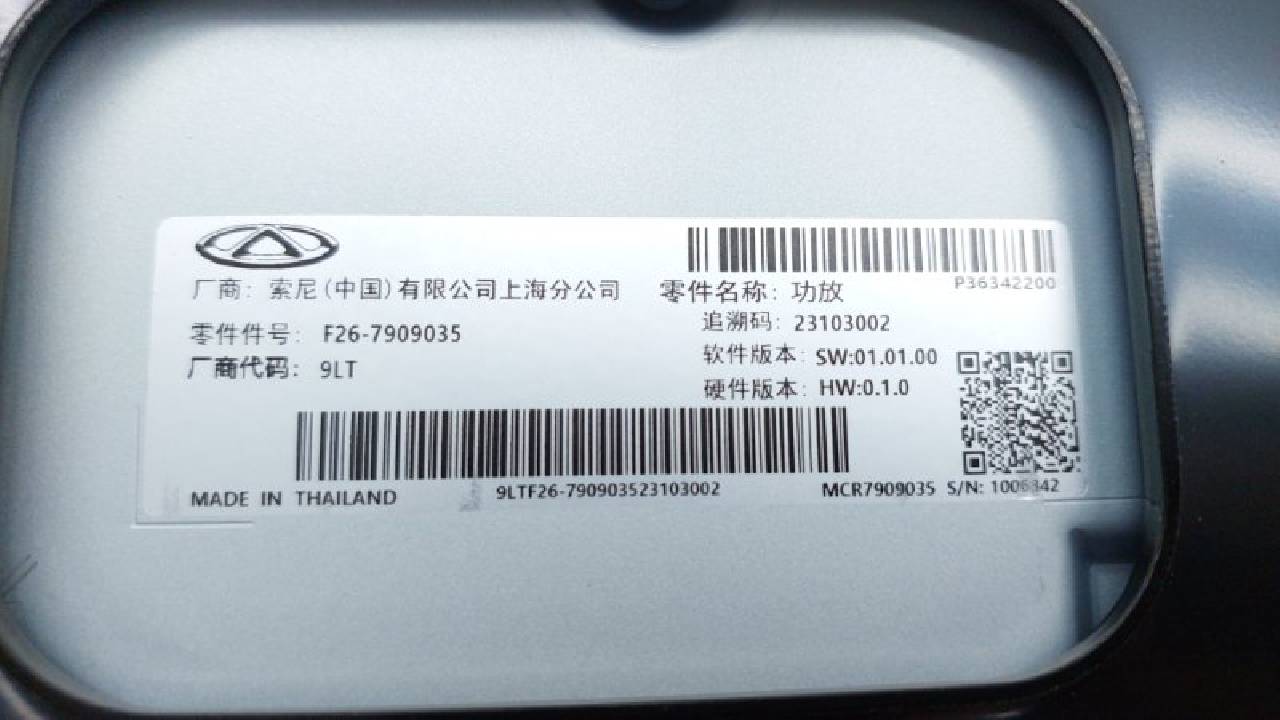 厂商: 索尼(中国)有限公司上海分公司
P36342200
零件名称: 功放
零件件号: F26-7909035
追溯码: 23103002
厂商代码: 9LT
软件版本: SW:01.01.00
硬件版本: HW:0.1.0
MADE IN THAILAND
9LTF26-790903523103002
MCR7909035 S/N: 1006342